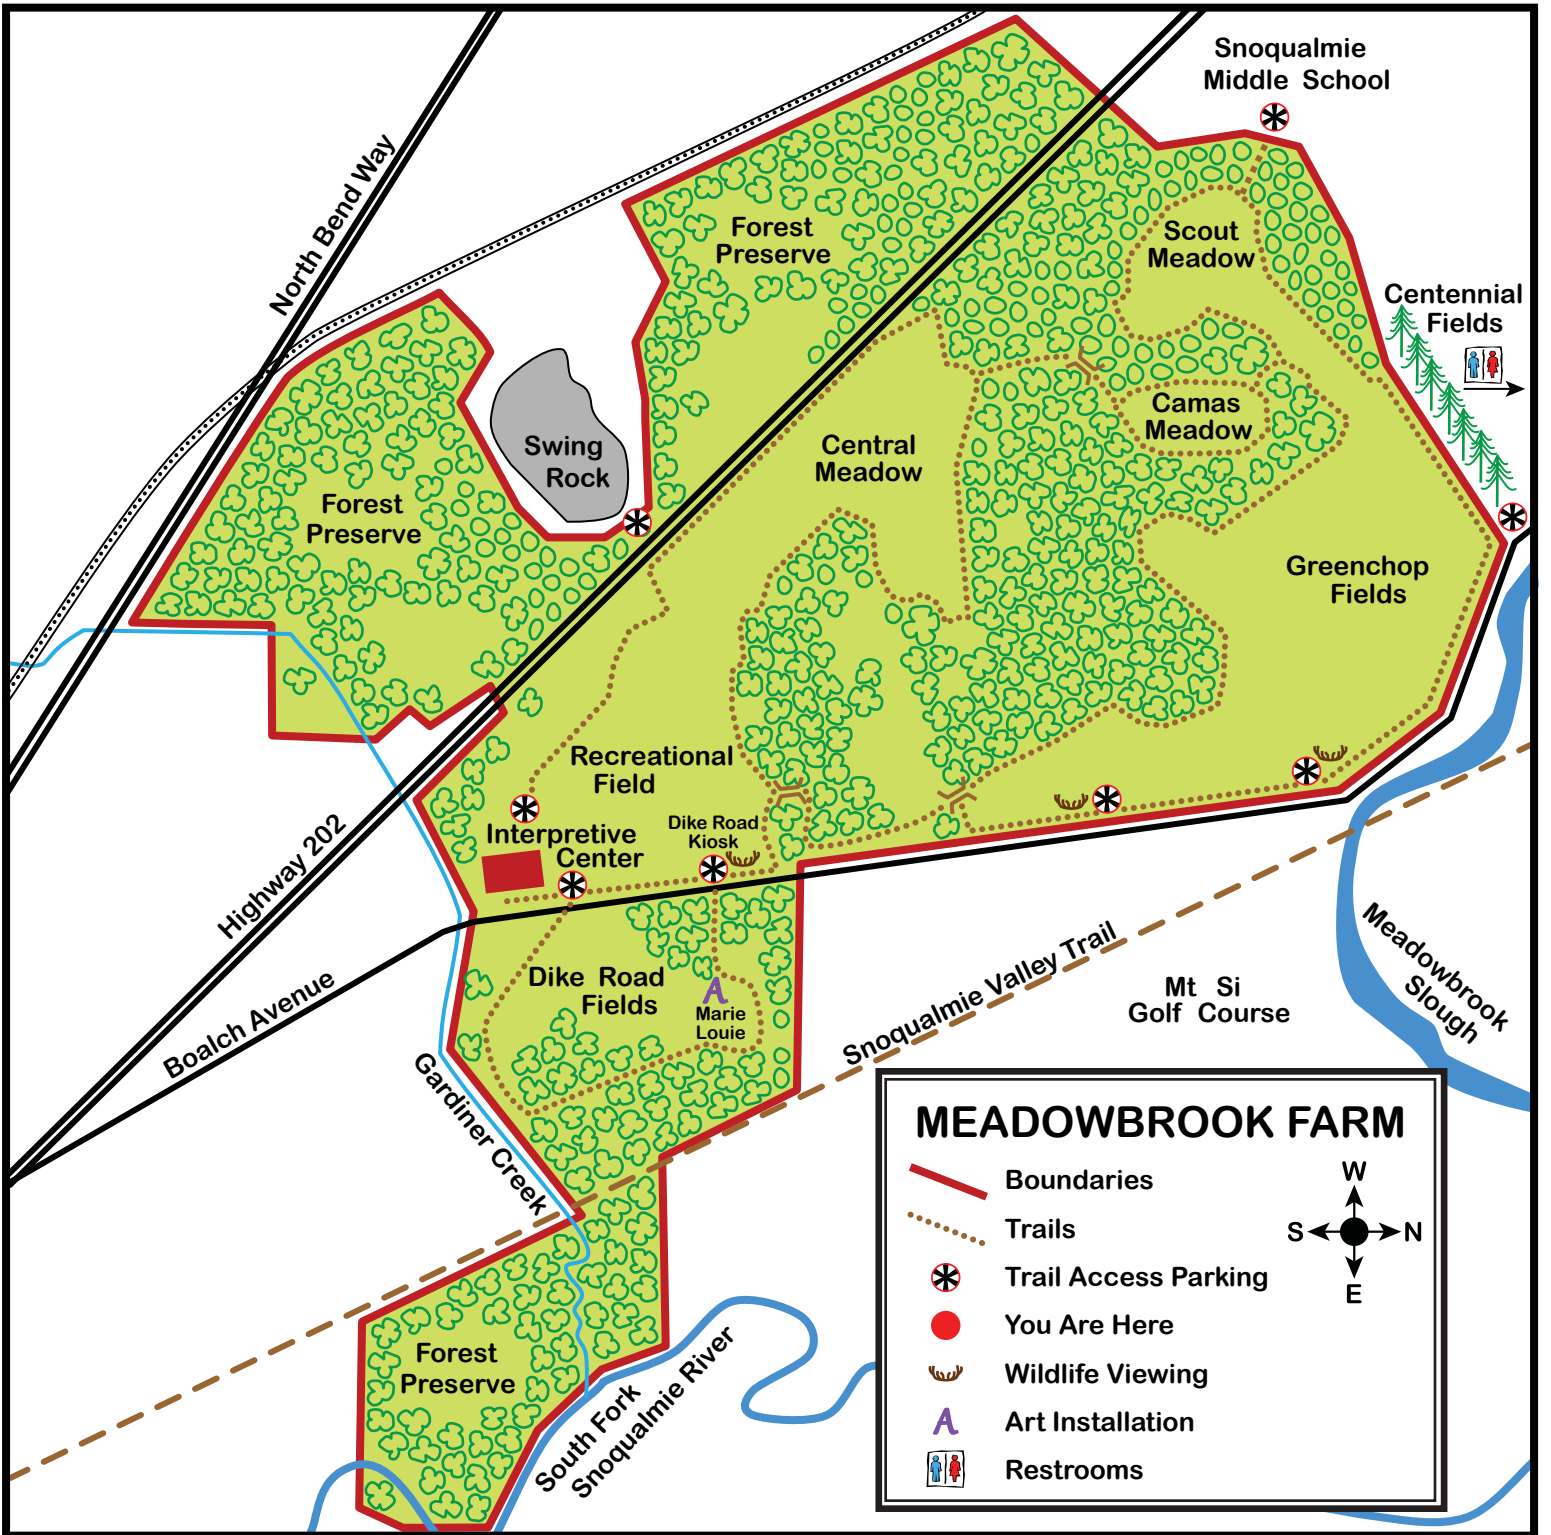 Snoqualmie
Middle School
North Bend Way
Forest
Preserve
Scout
Meadow
Centennial
Fields
Swing
Rock
Central
Meadow
Camas
Meadow
Forest
Preserve
Greenchop
Fields
Recreational
Field
Interpretive
Center
Dike Road
Kiosk
Highway 202
Boalch Avenue
Dike Road
Fields
A
Marie
Louie
Snoqualmie Valley Trail
Mt Si
Golf Course
Meadowbrook
Slough
Gardiner Creek
Forest
Preserve
South Fork
Snoqualmie River
MEADOWBROOK FARM
Boundaries
Trails
Trail Access Parking
You Are Here
Wildlife Viewing
A Art Installation
Restrooms
W
S N
E